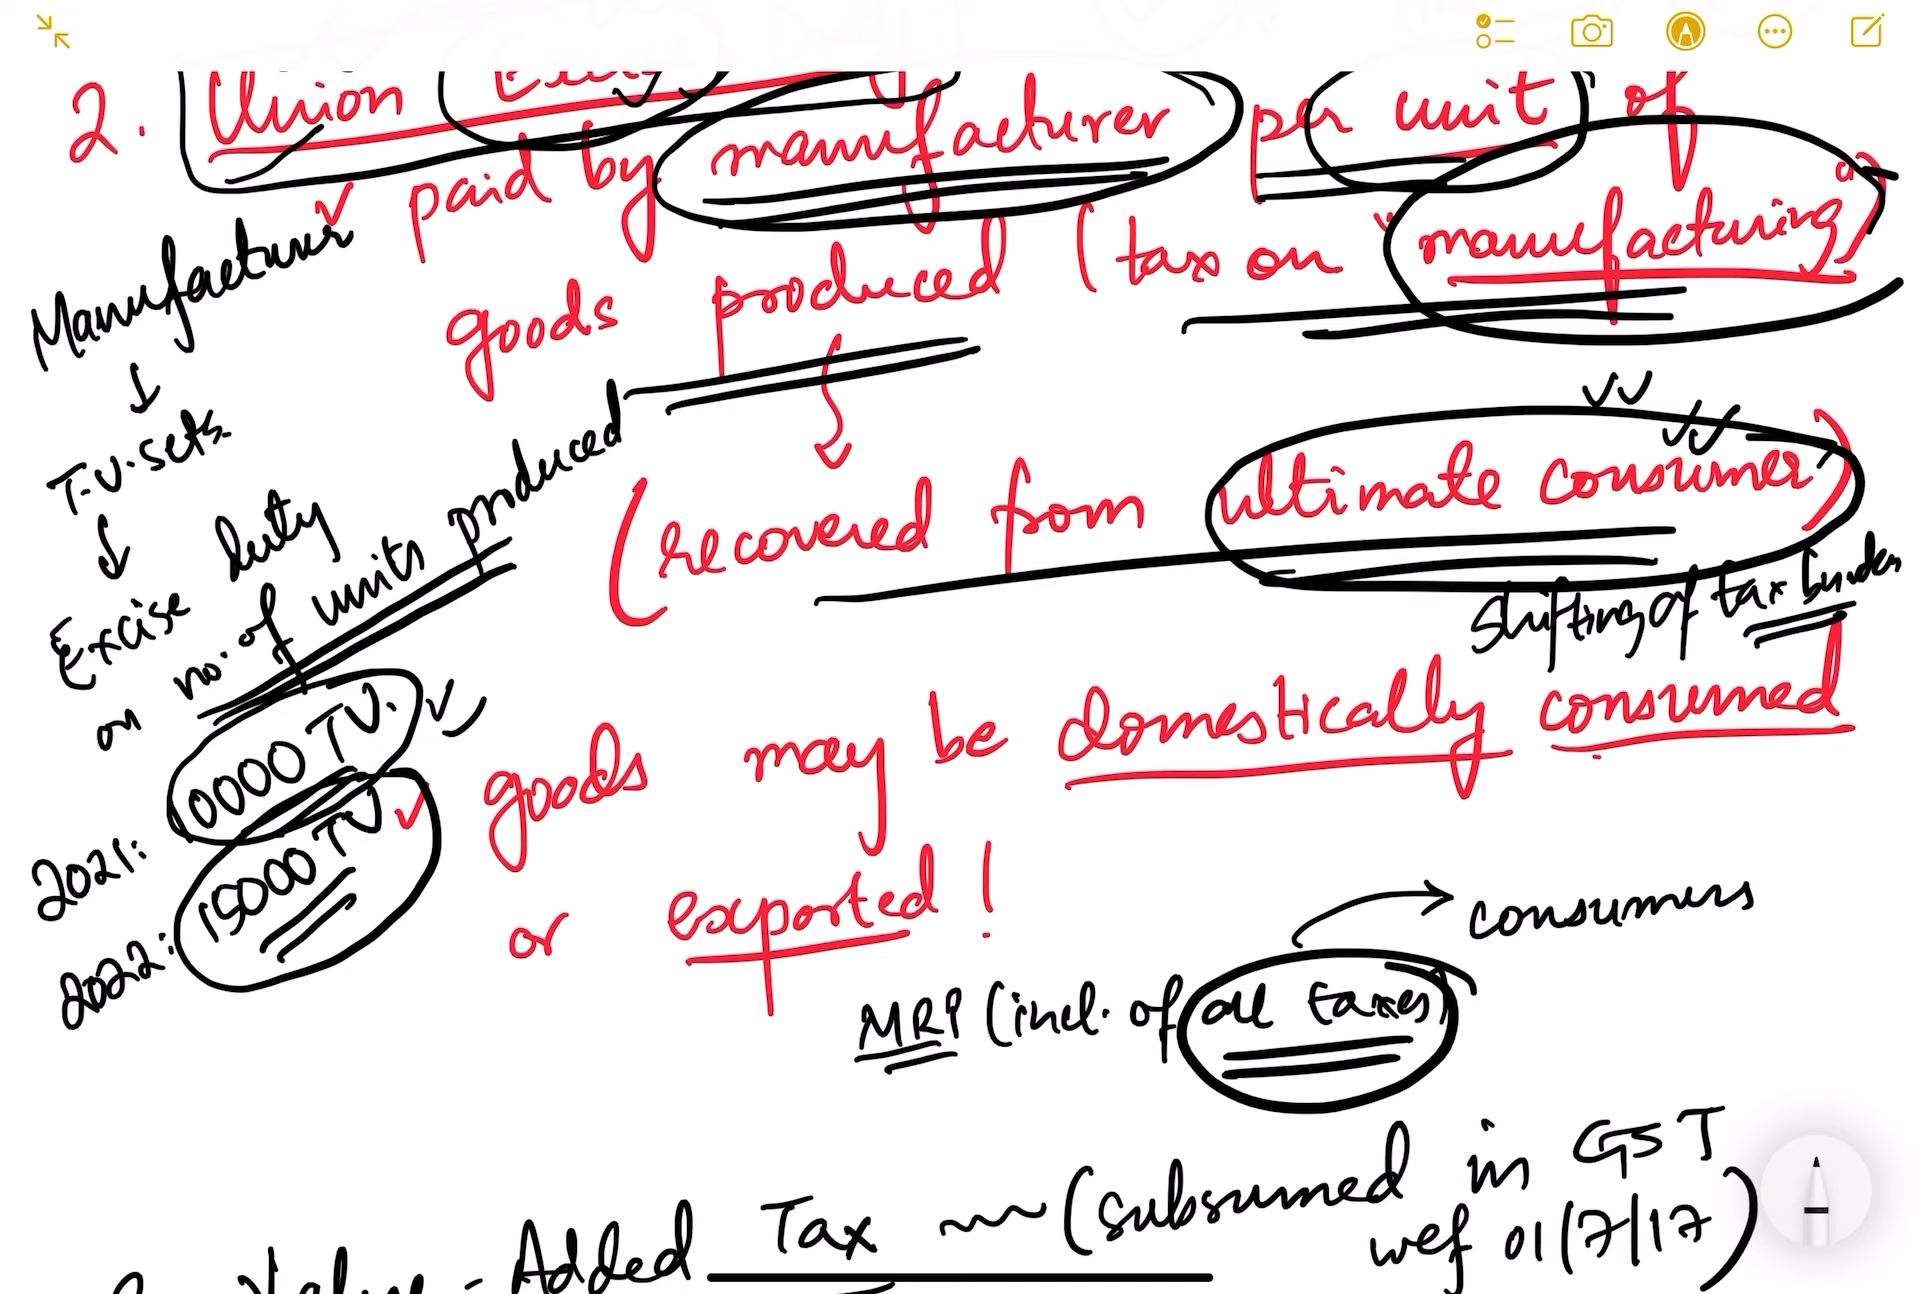 2. Union
paid by manufacturer per unit of
goods produced (tax on "manufacturing")
(recovered from ultimate consumer)
shifting of tax burden
goods may be domestically consumed
or exported!
Manufacturer
↓
T.V. sets
↓
Excise duty
on no. of units produced
2021: 10000 TV.
2022: 15000 TV
→ consumers
MRP (incl. of all taxes)
Value-Added Tax ~~ (subsumed in GST
wef 01/7/17)